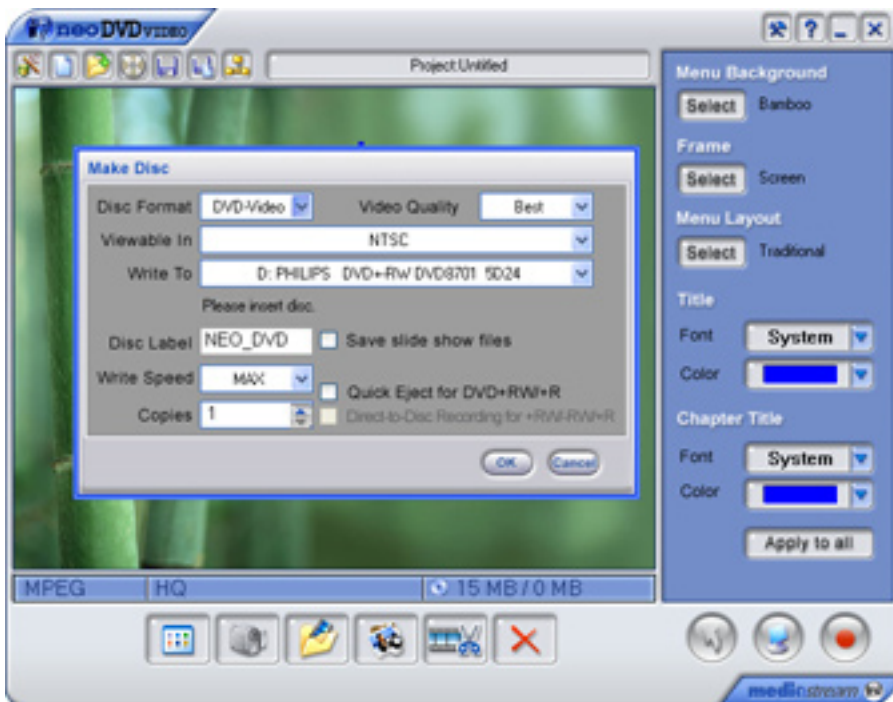 neoDVD VIDEO
?
Project:Untitled
Menu Background
Select Bamboo
Frame
Select Screen
Menu Layout
Select Traditional
Title
Font System
Color
Chapter Title
Font System
Color
Apply to all
Make Disc
Disc Format DVD-Video Video Quality Best
Viewable In NTSC
Write To D: PHILIPS DVD+-RW DVD8701 5D24
Please insert disc.
Disc Label NEO_DVD Save slide show files
Write Speed MAX
Quick Eject for DVD+RW/+R
Copies 1 Direct-to-Disc Recording for +RW/-RW/+R
OK Cancel
MPEG HQ 15 MB / 0 MB
mediostream